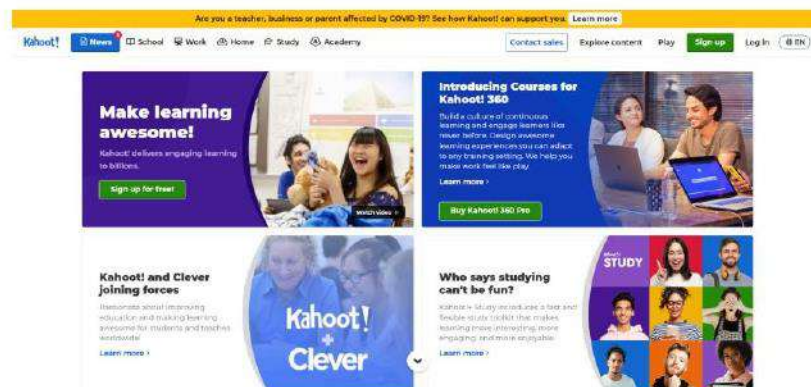 Are you a teacher, business or parent affected by COVID-19? See how Kahoot! can support you. Learn more
Kahoot! News School Work Home Study Academy Contact sales Explore content Play Sign up Log in EN
Make learning
awesome!
Kahoot! delivers engaging learning
to billions.
Sign up for free!
Watch video
Introducing Courses for
Kahoot! 360
Build a culture of continuous
learning and engage learners like
never before. Design awesome
learning experiences you can adapt
to any training setting. We help you
make work feel like play.
Learn more ›
Buy Kahoot! 360 Pro
Kahoot! and Clever
joining forces
Passionate about improving
education and making learning
awesome for students and teachers
worldwide!
Learn more ›
Kahoot!
+
Clever
Who says studying
can't be fun?
Kahoot!+ Study introduces a fast and
flexible study toolkit that makes
learning more interesting, more
engaging, and more enjoyable.
Learn more ›
STUDY